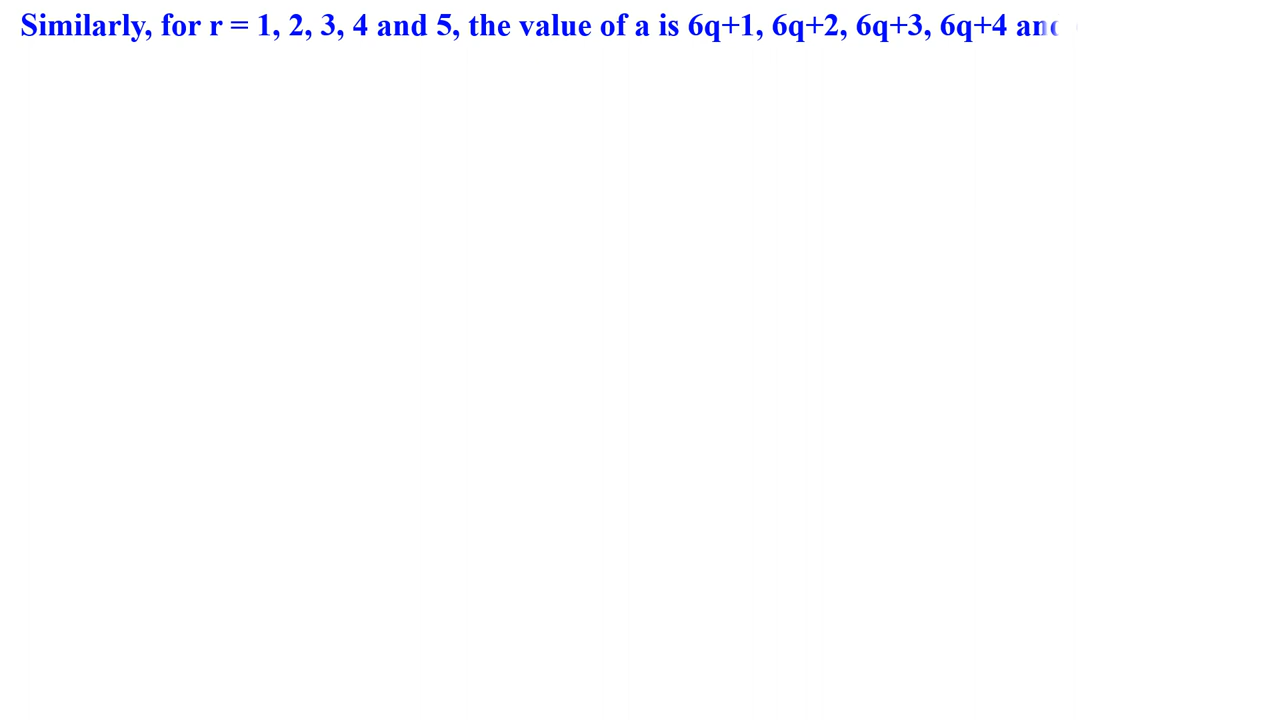 Similarly, for r = 1, 2, 3, 4 and 5, the value of a is 6q+1, 6q+2, 6q+3, 6q+4 and